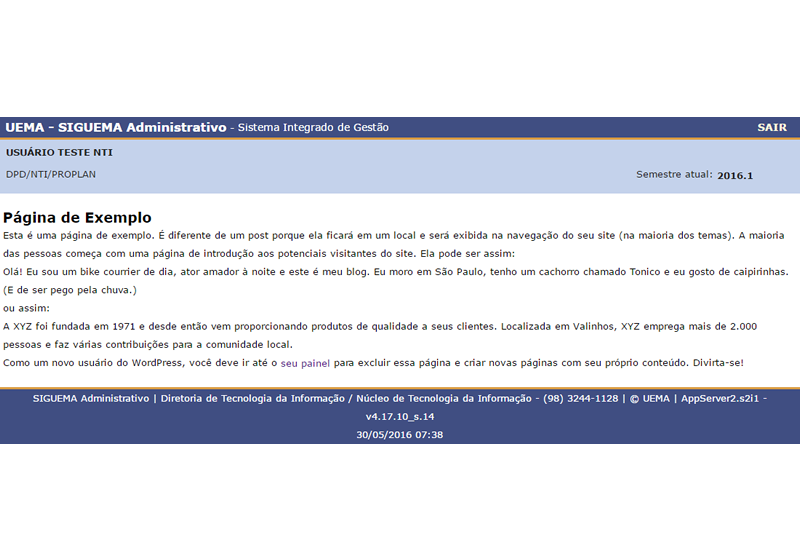 UEMA - SIGUEMA Administrativo - Sistema Integrado de Gestão SAIR
USUÁRIO TESTE NTI
DPD/NTI/PROPLAN Semestre atual: 2016.1
Página de Exemplo
Esta é uma página de exemplo. É diferente de um post porque ela ficará em um local e será exibida na navegação do seu site (na maioria dos temas). A maioria
das pessoas começa com uma página de introdução aos potenciais visitantes do site. Ela pode ser assim:
Olá! Eu sou um bike courrier de dia, ator amador à noite e este é meu blog. Eu moro em São Paulo, tenho um cachorro chamado Tonico e eu gosto de caipirinhas.
(E de ser pego pela chuva.)
ou assim:
A XYZ foi fundada em 1971 e desde então vem proporcionando produtos de qualidade a seus clientes. Localizada em Valinhos, XYZ emprega mais de 2.000
pessoas e faz várias contribuições para a comunidade local.
Como um novo usuário do WordPress, você deve ir até o seu painel para excluir essa página e criar novas páginas com seu próprio conteúdo. Divirta-se!
SIGUEMA Administrativo | Diretoria de Tecnologia da Informação / Núcleo de Tecnologia da Informação - (98) 3244-1128 | © UEMA | AppServer2.s2i1 -
v4.17.10_s.14
30/05/2016 07:38